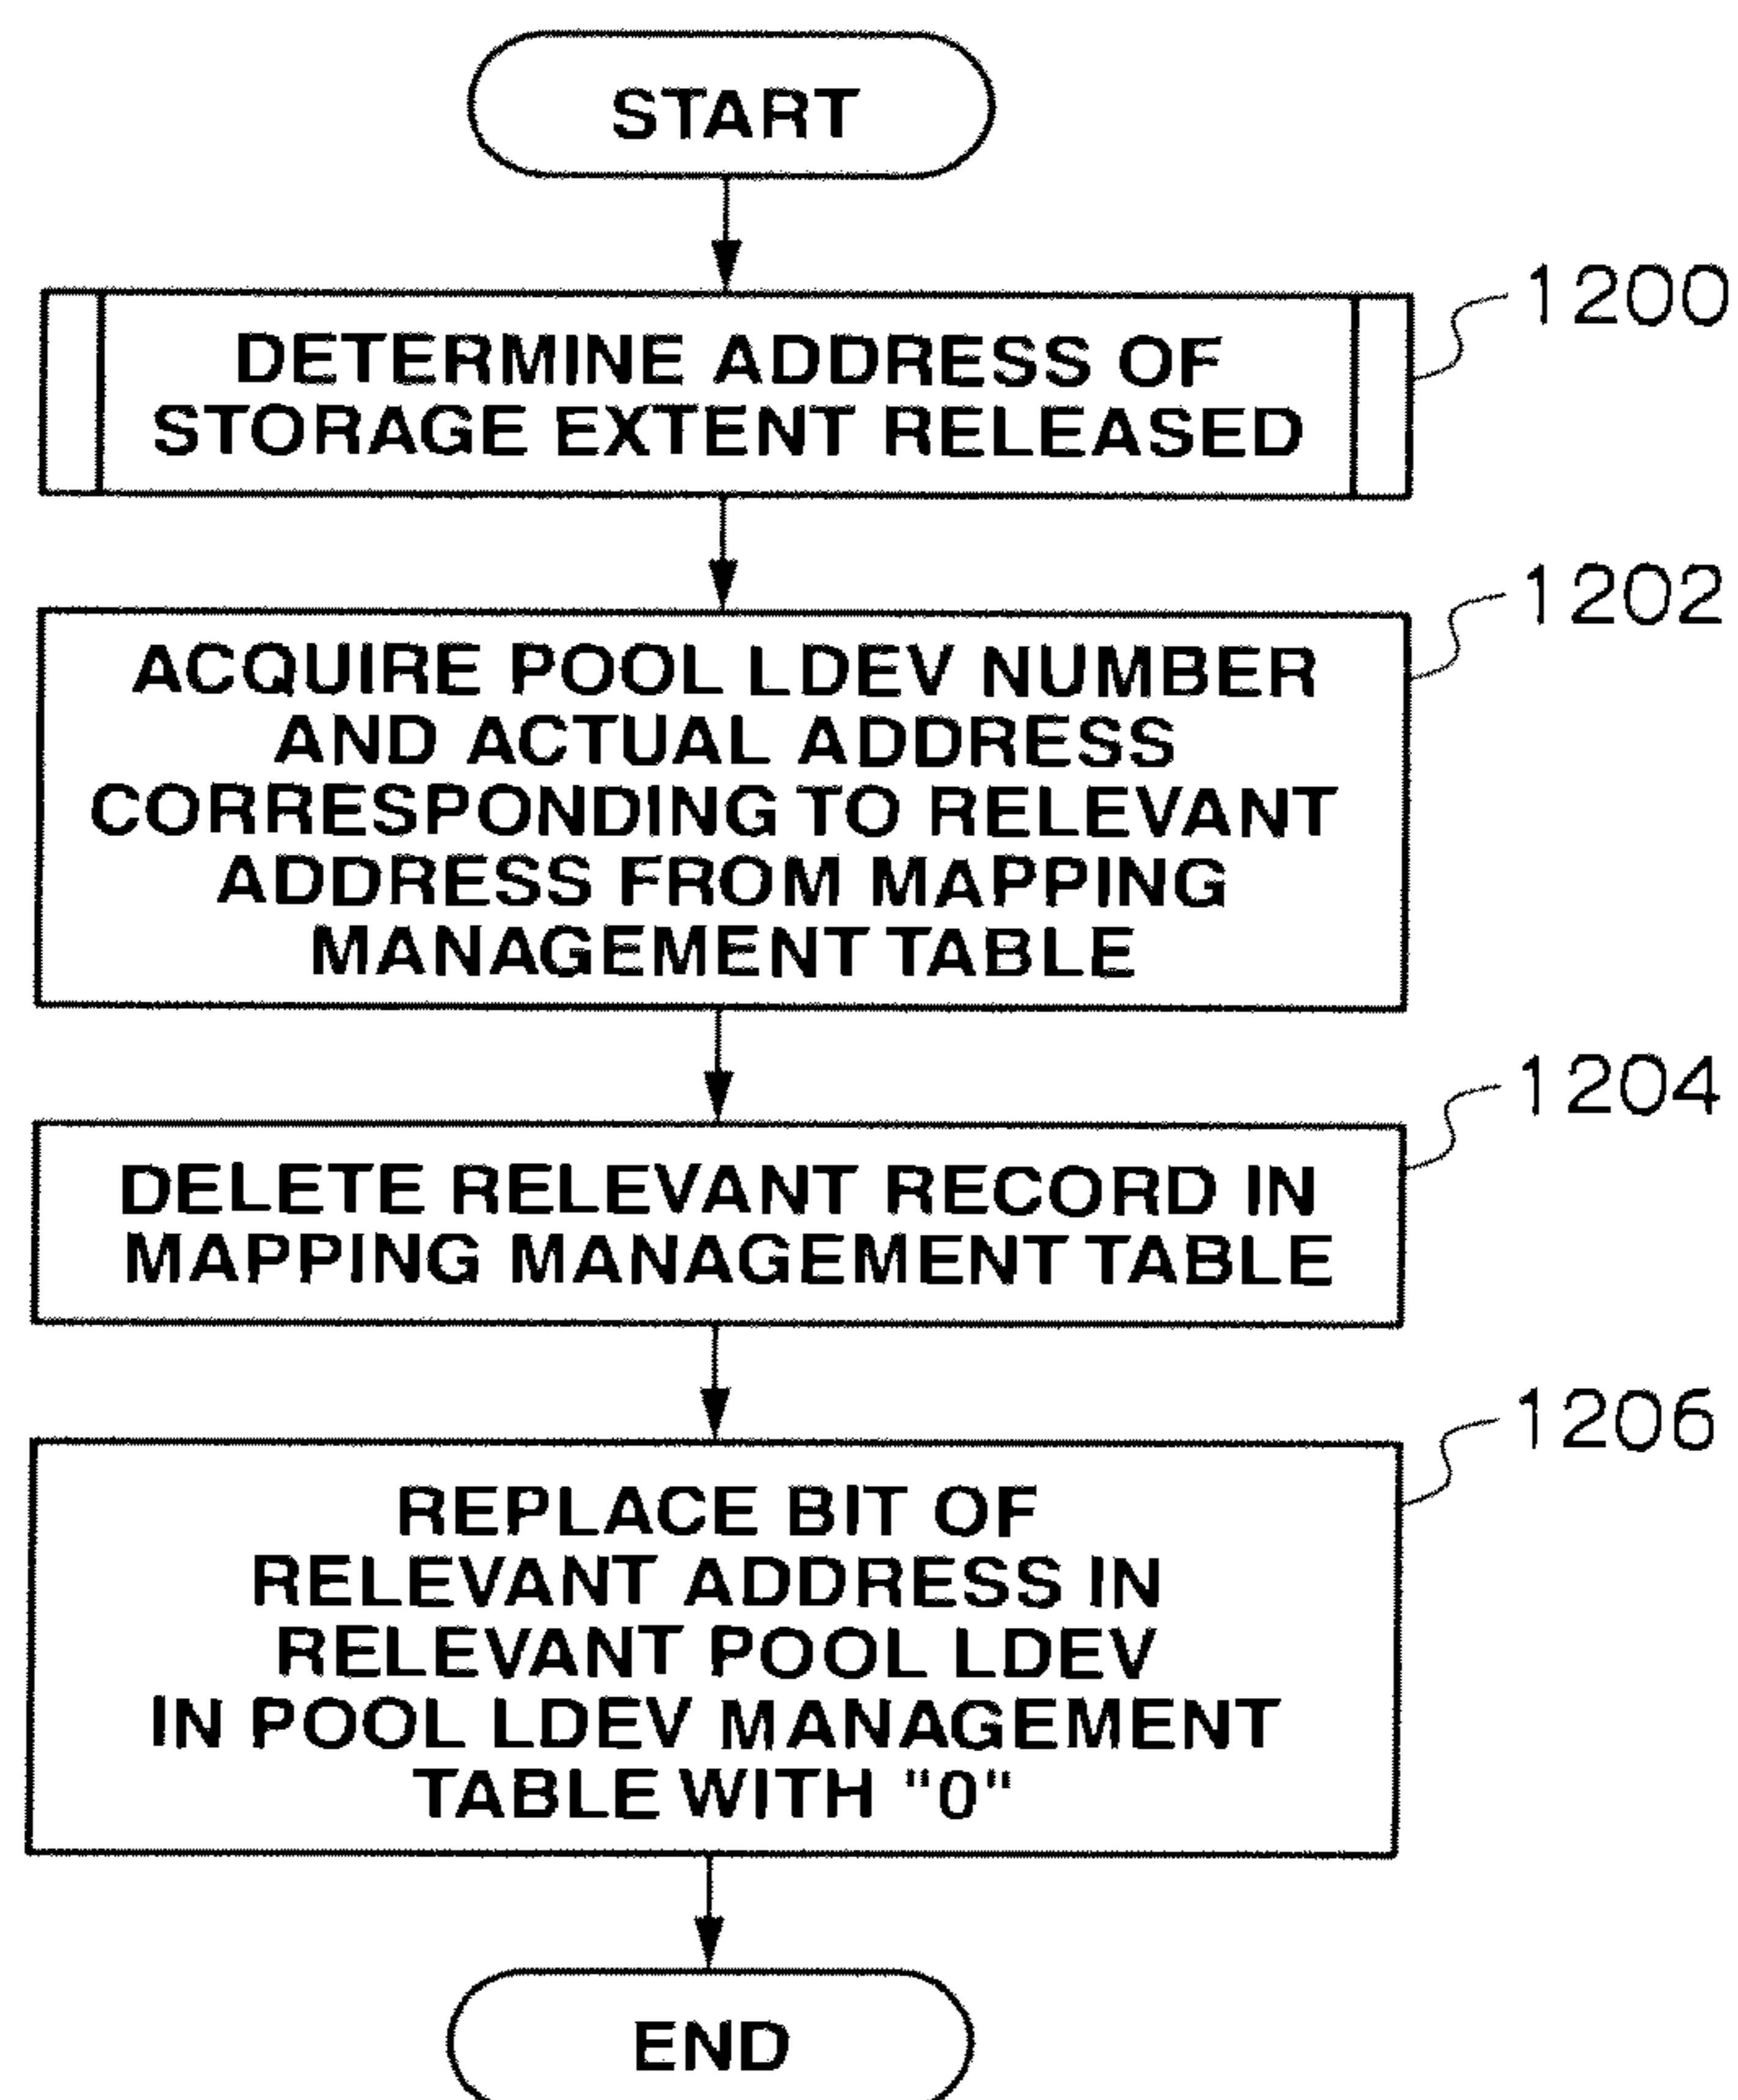 START
1200
DETERMINE ADDRESS OF
STORAGE EXTENT RELEASED
1202
ACQUIRE POOL LDEV NUMBER
AND ACTUAL ADDRESS
CORRESPONDING TO RELEVANT
ADDRESS FROM MAPPING
MANAGEMENT TABLE
1204
DELETE RELEVANT RECORD IN
MAPPING MANAGEMENT TABLE
1206
REPLACE BIT OF
RELEVANT ADDRESS IN
RELEVANT POOL LDEV
IN POOL LDEV MANAGEMENT
TABLE WITH "0"
END